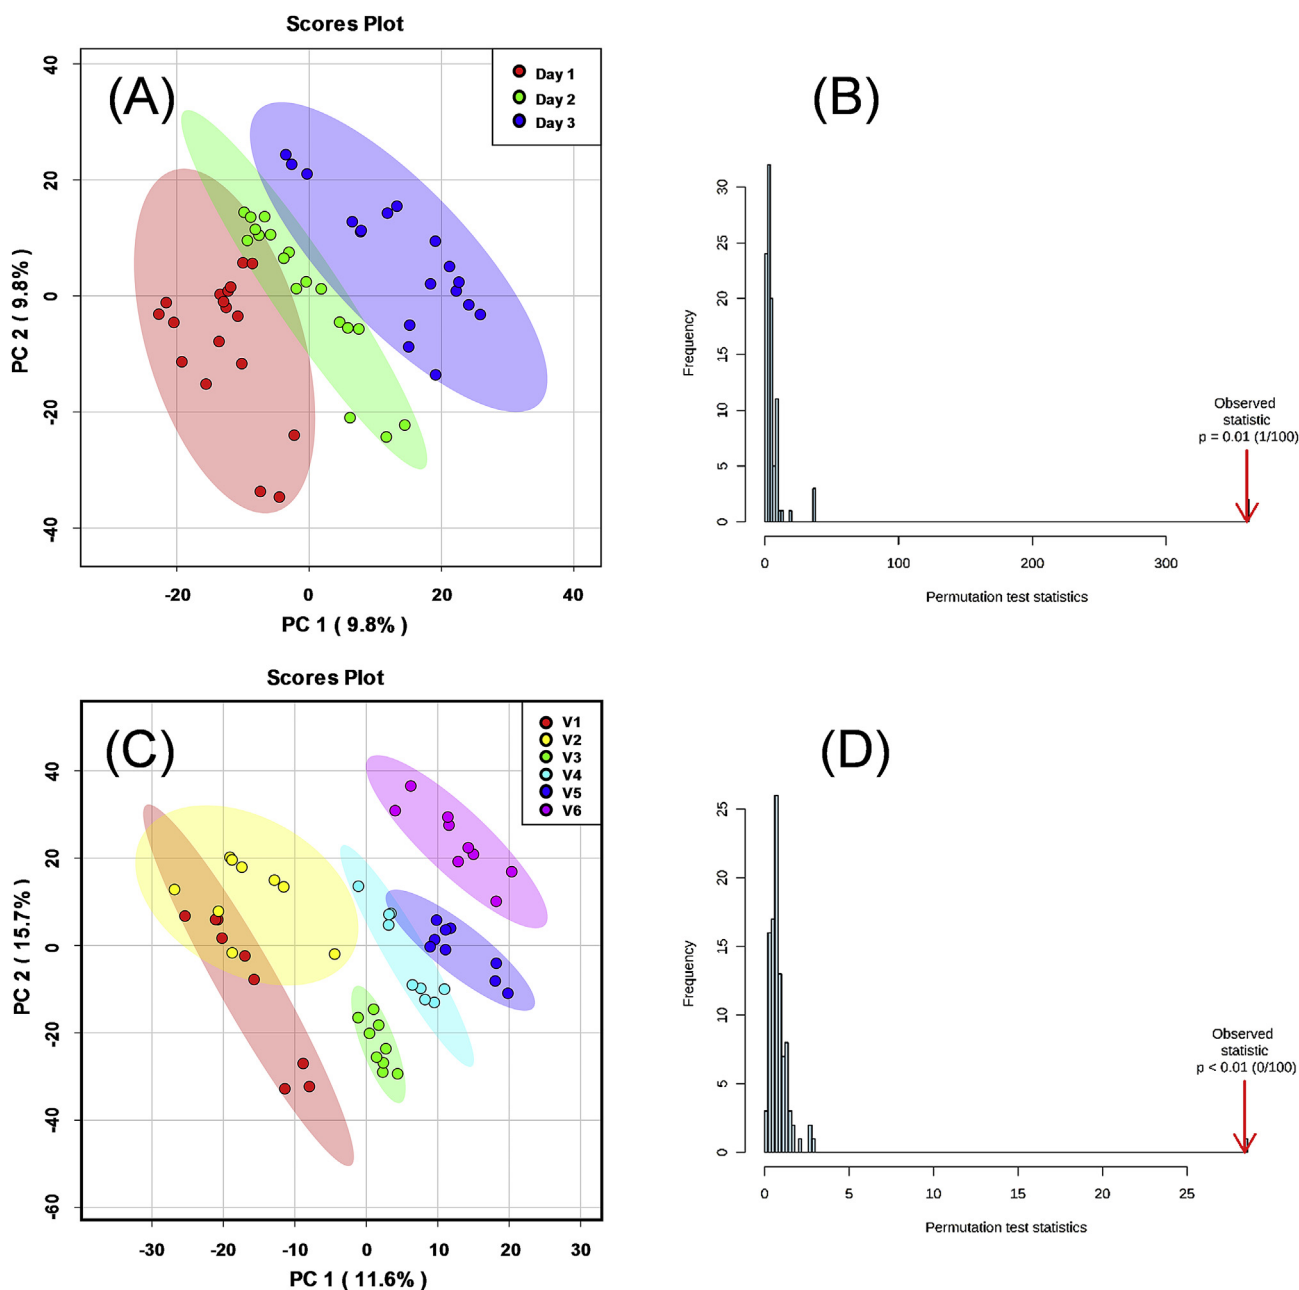 Scores Plot
(A)
Day 1
Day 2
Day 3
40
20
0
-20
-40
PC 2 ( 9.8% )
-20 0 20 40
PC 1 ( 9.8% )
(B)
30
25
20
15
10
5
0
Frequency
Observed
statistic
p = 0.01 (1/100)
0 100 200 300
Permutation test statistics
Scores Plot
(C)
V1
V2
V3
V4
V5
V6
40
20
0
-20
-40
-60
PC 2 ( 15.7% )
-30 -20 -10 0 10 20 30
PC 1 ( 11.6% )
(D)
25
20
15
10
5
0
Frequency
Observed
statistic
p < 0.01 (0/100)
0 5 10 15 20 25
Permutation test statistics